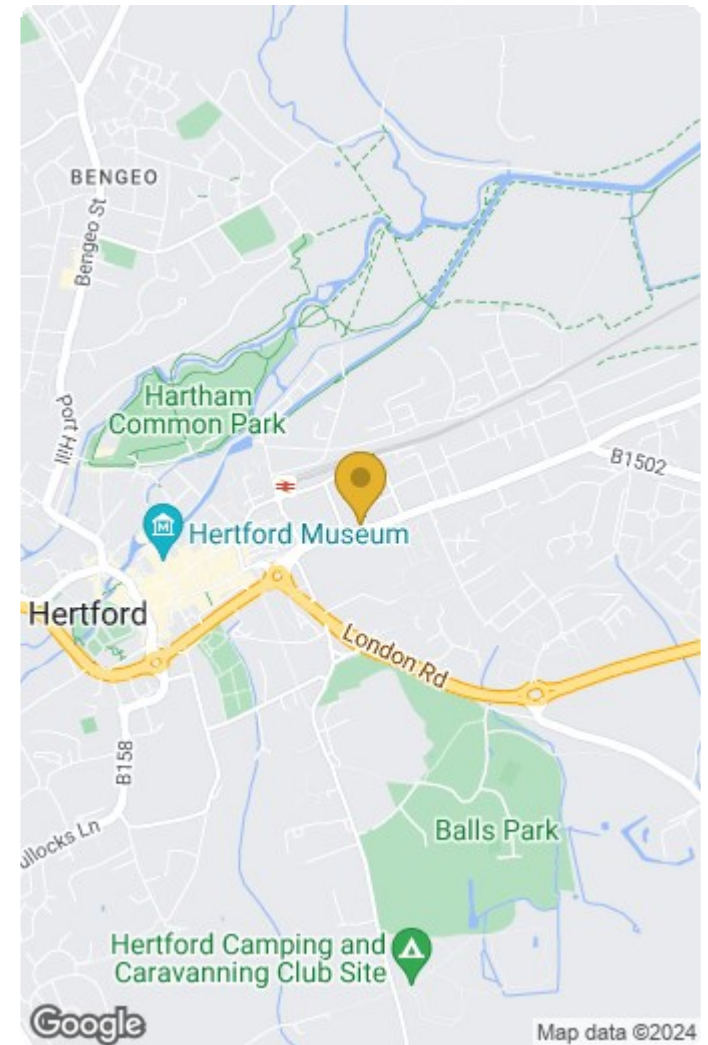 BENGEO
Bengeo St
Hartham
Common Park
Port Hill
B1502
Hertford Museum
Hertford
London Rd
B158
ullocks Ln
Balls Park
Hertford Camping and
Caravanning Club Site
Google
Map data ©2024